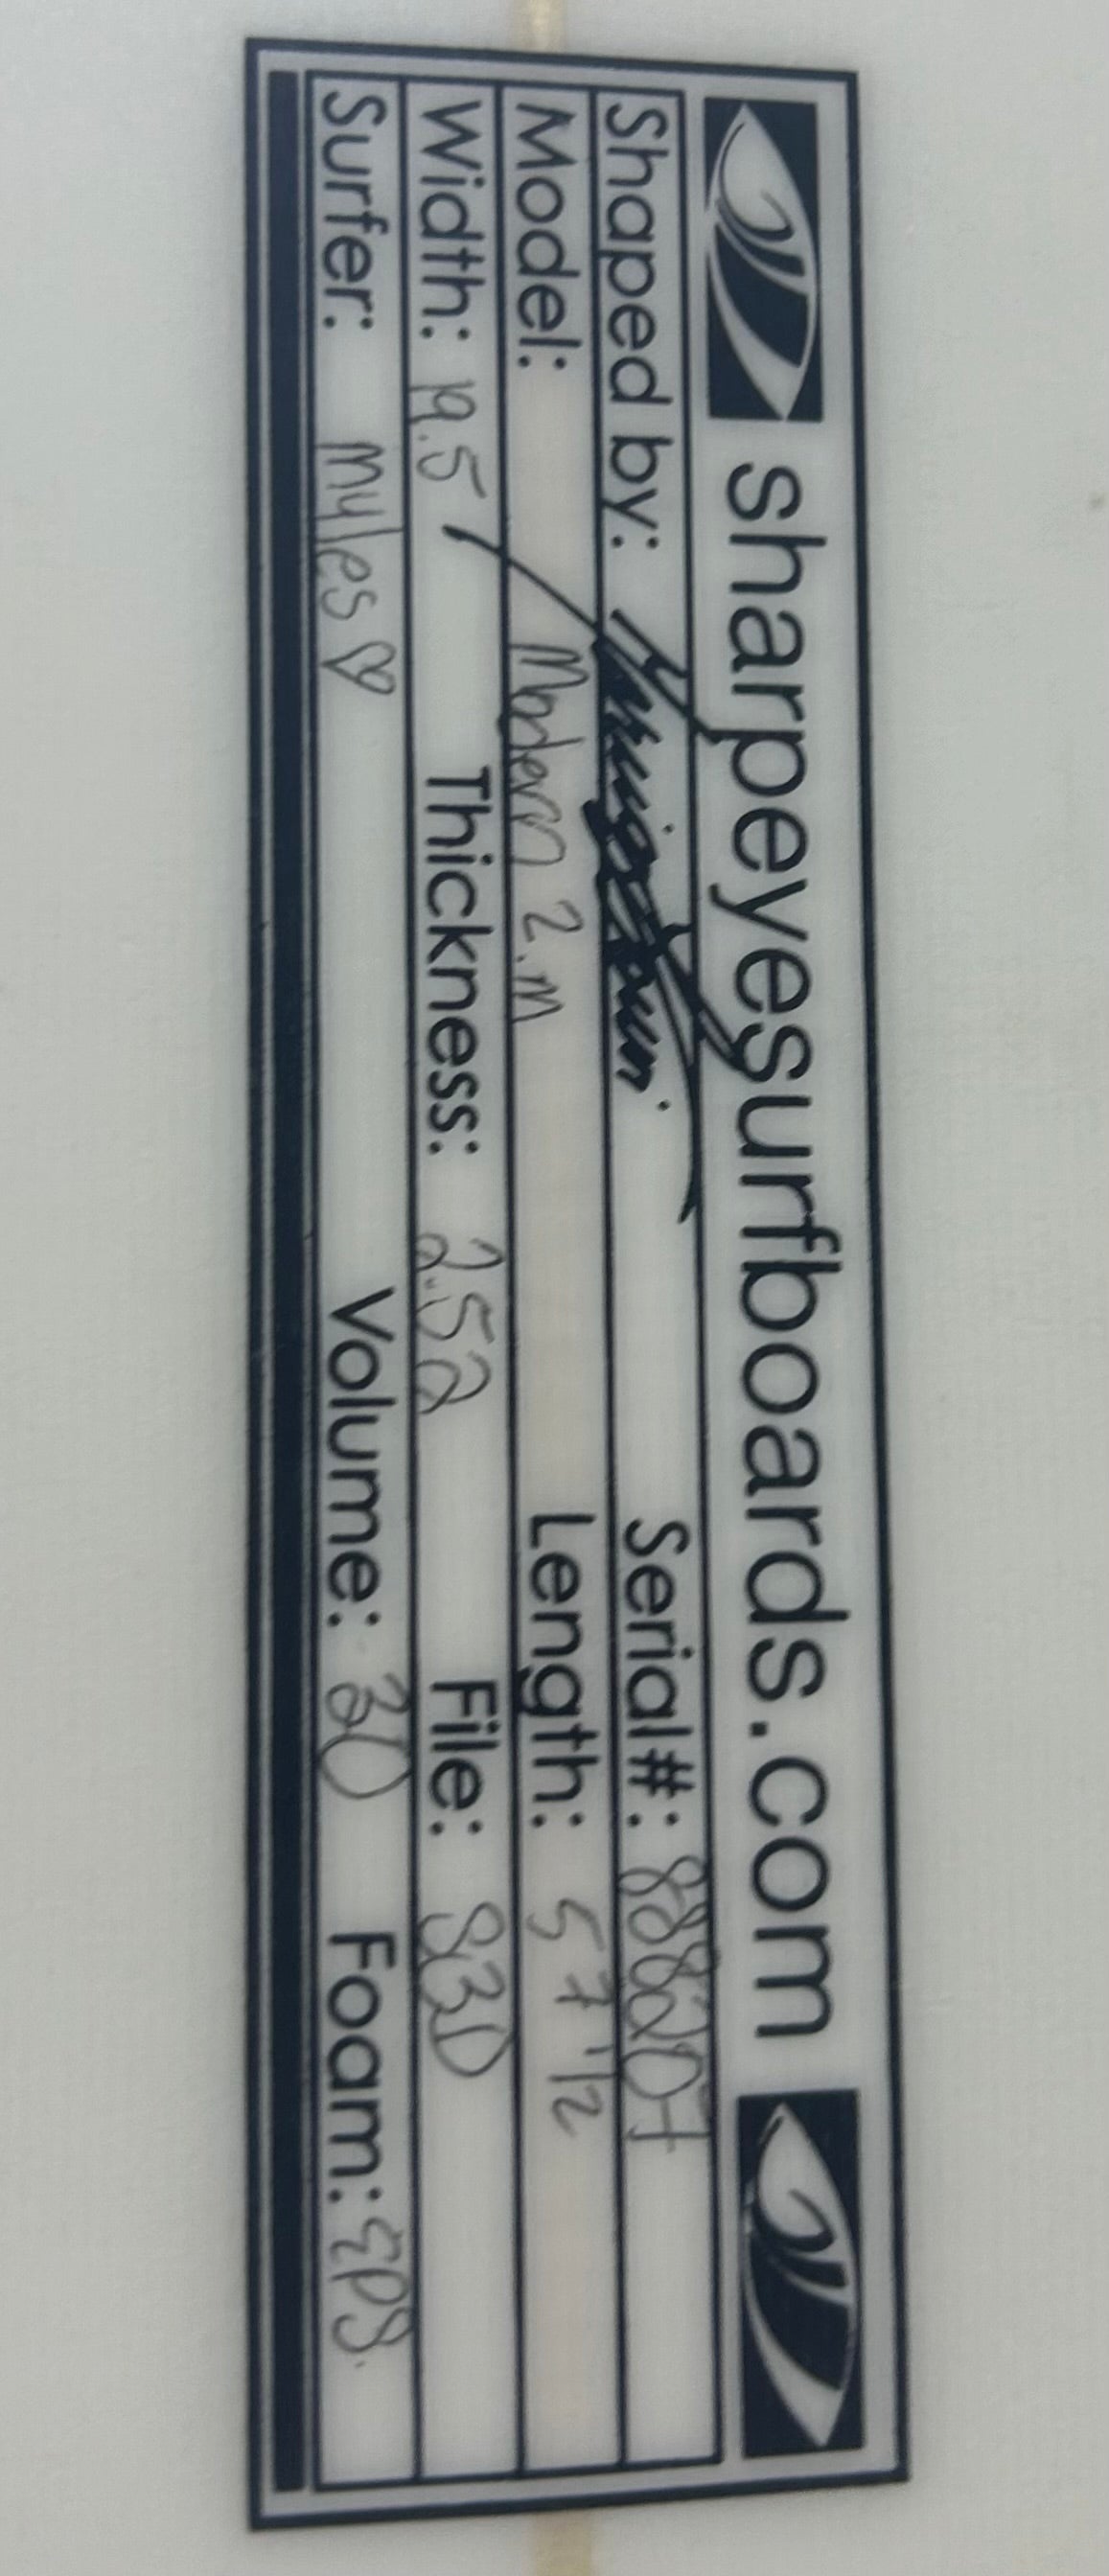 sharpeyesurfboards.com
Shaped by: Serial#: 888207
Model: Modern 2.M Length: 5 7 1/2
Width: 19.5 Thickness: 2.52 File: 830
Surfer: Myles ♡ Volume: 30 Foam: EPS.